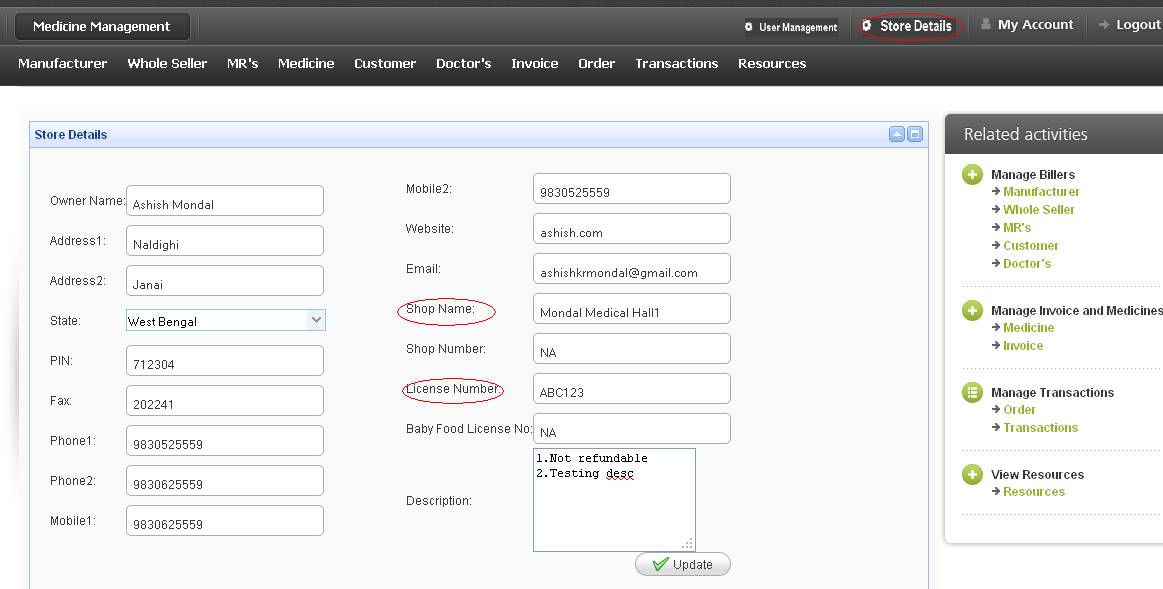 Medicine Management
User Management
Store Details
My Account
Logout
Manufacturer Whole Seller MR's Medicine Customer Doctor's Invoice Order Transactions Resources
Store Details
Owner Name: Ashish Mondal
Address1: Naldighi
Address2: Janai
State: West Bengal
PIN: 712304
Fax: 202241
Phone1: 9830525559
Phone2: 9830625559
Mobile1: 9830625559
Mobile2: 9830525559
Website: ashish.com
Email: ashishkrmondal@gmail.com
Shop Name: Mondal Medical Hall1
Shop Number: NA
License Number: ABC123
Baby Food License No: NA
Description:
1.Not refundable
2.Testing desc
Update
Related activities
Manage Billers
Manufacturer
Whole Seller
MR's
Customer
Doctor's
Manage Invoice and Medicines
Medicine
Invoice
Manage Transactions
Order
Transactions
View Resources
Resources